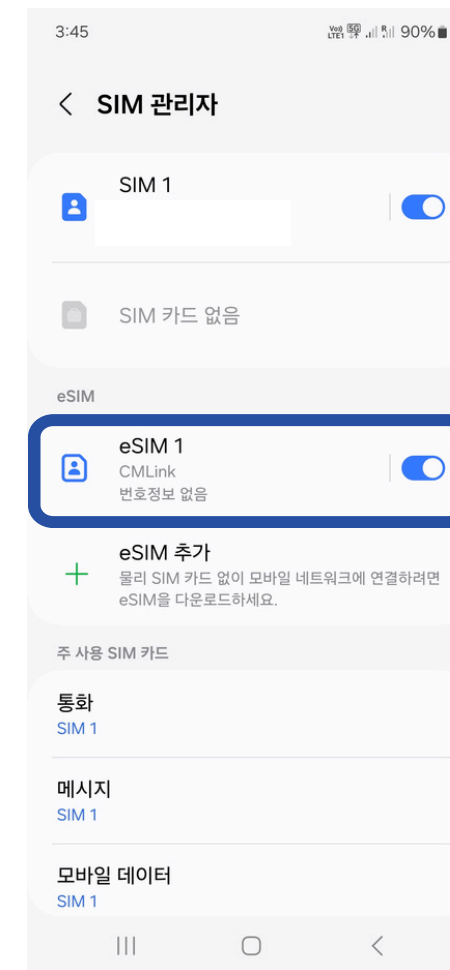 3:45
Vo)) LTE1 5G R 90%
SIM 관리자
SIM 1
SIM 카드 없음
eSIM
eSIM 1
CMLink
번호정보 없음
eSIM 추가
물리 SIM 카드 없이 모바일 네트워크에 연결하려면
eSIM을 다운로드하세요.
주 사용 SIM 카드
통화
SIM 1
메시지
SIM 1
모바일 데이터
SIM 1